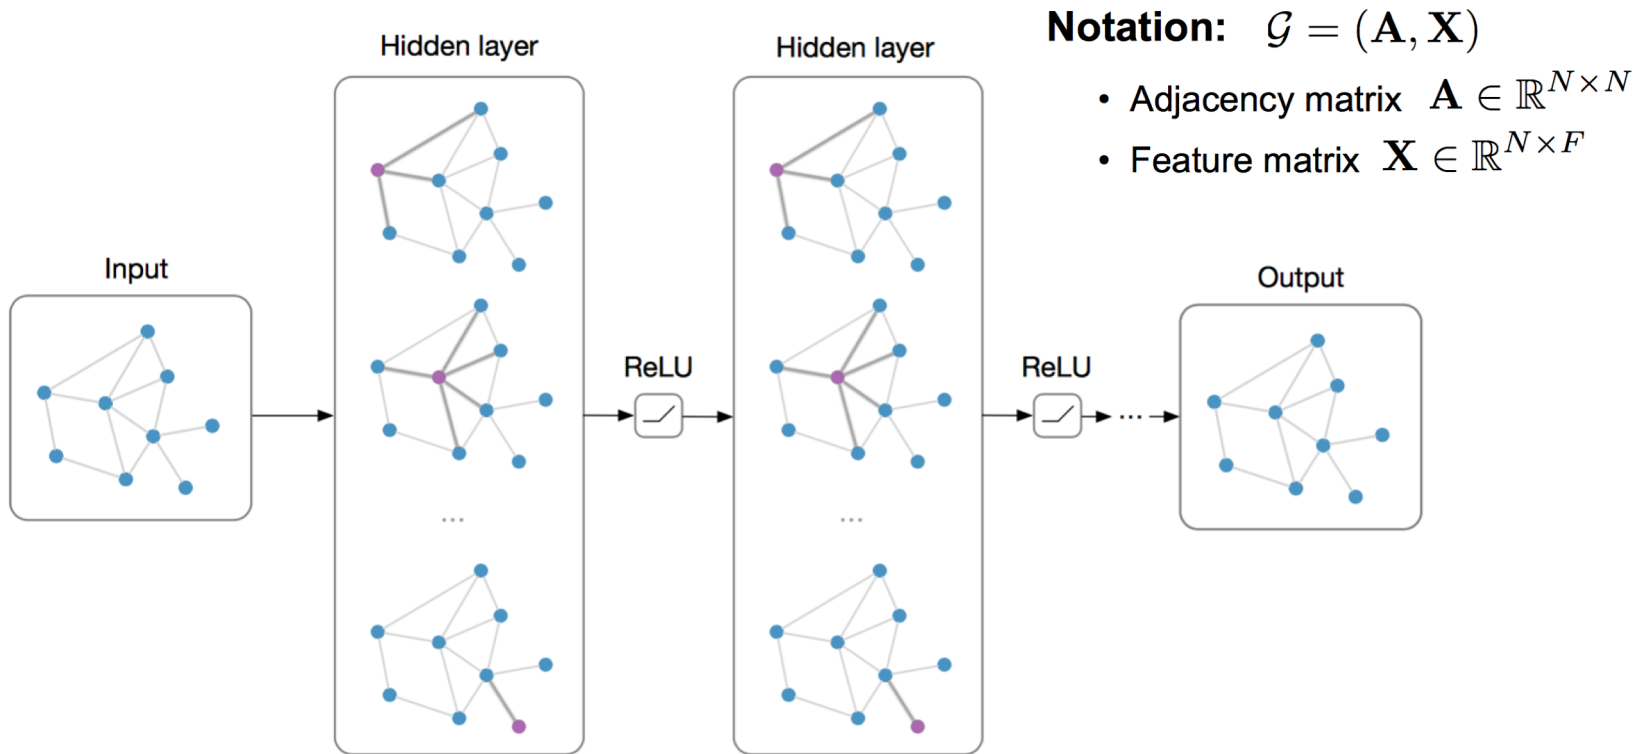 Notation: 𝒢 = (A, X)
• Adjacency matrix A ∈ ℝ^{N×N}
• Feature matrix X ∈ ℝ^{N×F}
Input
Hidden layer
...
ReLU
Hidden layer
...
ReLU
...
Output